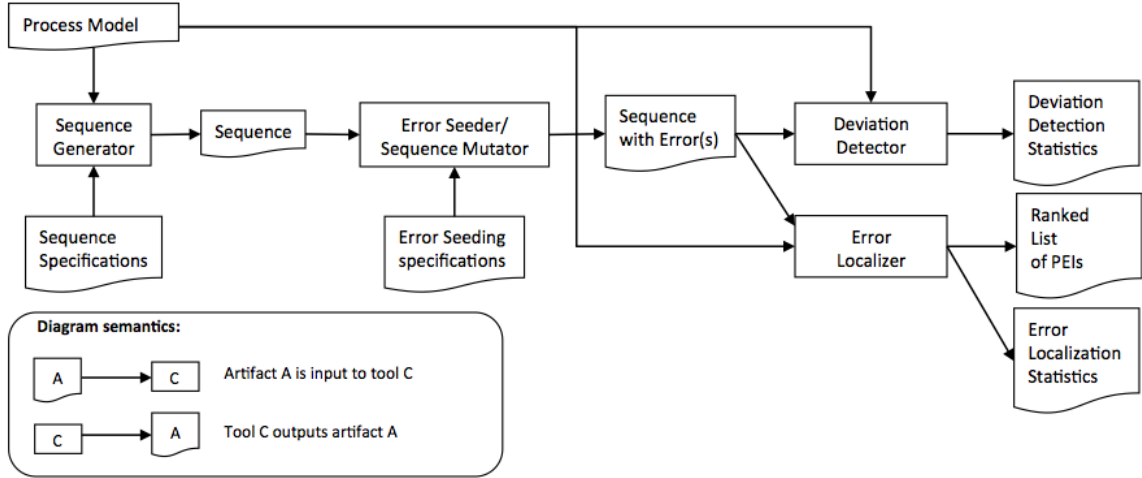 Process Model
Sequence
Generator
Sequence
Error Seeder/
Sequence Mutator
Sequence
with Error(s)
Deviation
Detector
Deviation
Detection
Statistics
Sequence
Specifications
Error Seeding
specifications
Error
Localizer
Ranked
List
of PEIs
Error
Localization
Statistics
Diagram semantics:
A
C
Artifact A is input to tool C
C
A
Tool C outputs artifact A